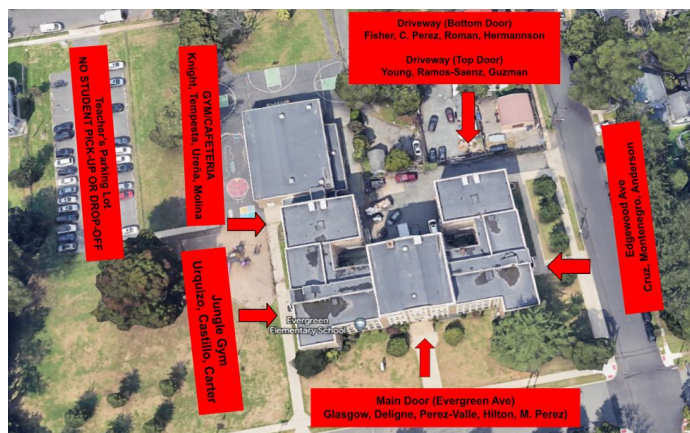 Driveway (Bottom Door)
Fisher, C. Perez, Roman, Hermannson
Driveway (Top Door)
Young, Ramos-Saenz, Guzman
Teacher's Parking Lot
NO STUDENT PICK-UP OR DROP-OFF
GYM/CAFETERIA
Knight, Tempesta, Ureña, Molina
Edgewood Ave
Cruz, Montenegro, Anderson
Jungle Gym
Urquizo, Castillo, Carter
Evergreen
Elementary School
Main Door (Evergreen Ave)
Glasgow, Deligne, Perez-Valle, Hilton, M. Perez)